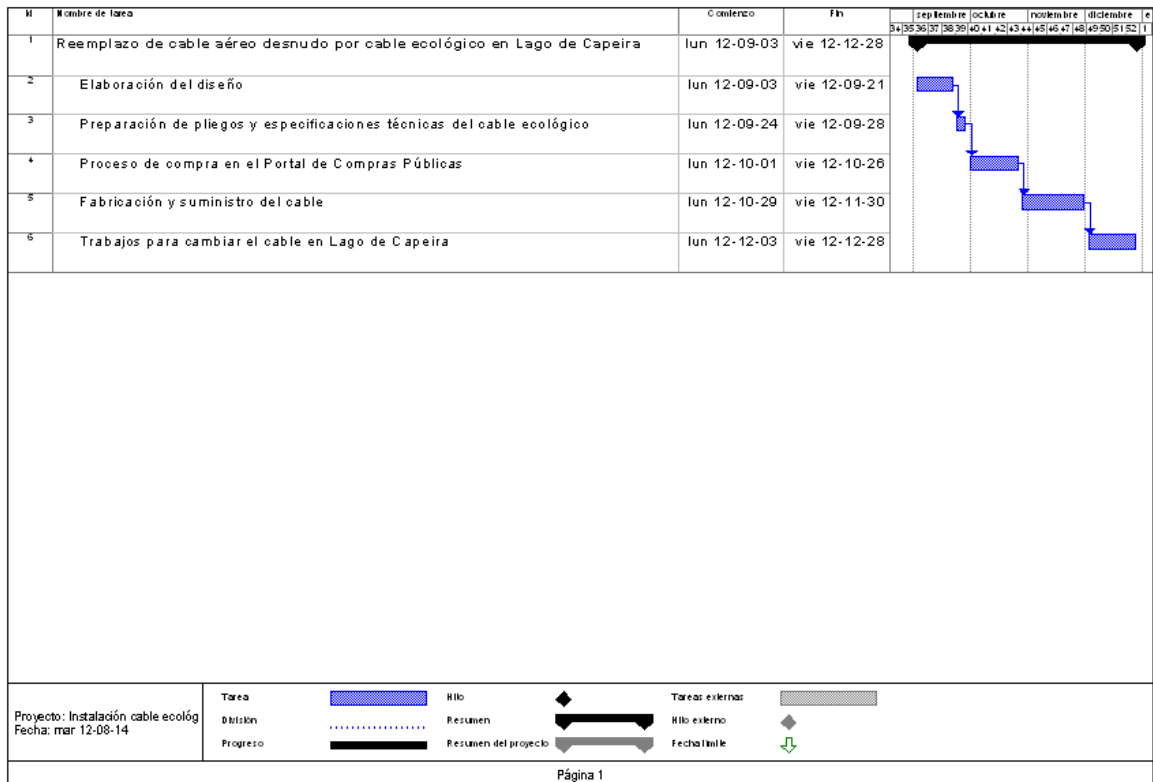 Id Nombre de tarea Comienzo Fin septiembre octubre noviembre diciembre e
34 35 36 37 38 39 40 41 42 43 44 45 46 47 48 49 50 51 52 1
1 Reemplazo de cable aéreo desnudo por cable ecológico en Lago de Capeira lun 12-09-03 vie 12-12-28
2 Elaboración del diseño lun 12-09-03 vie 12-09-21
3 Preparación de pliegos y especificaciones técnicas del cable ecológico lun 12-09-24 vie 12-09-28
4 Proceso de compra en el Portal de Compras Públicas lun 12-10-01 vie 12-10-26
5 Fabricación y suministro del cable lun 12-10-29 vie 12-11-30
6 Trabajos para cambiar el cable en Lago de Capeira lun 12-12-03 vie 12-12-28
Proyecto: Instalación cable ecológ
Fecha: mar 12-08-14
Tarea Hito Tareas externas
División Resumen Hito externo
Progreso Resumen del proyecto Fecha límite
Página 1